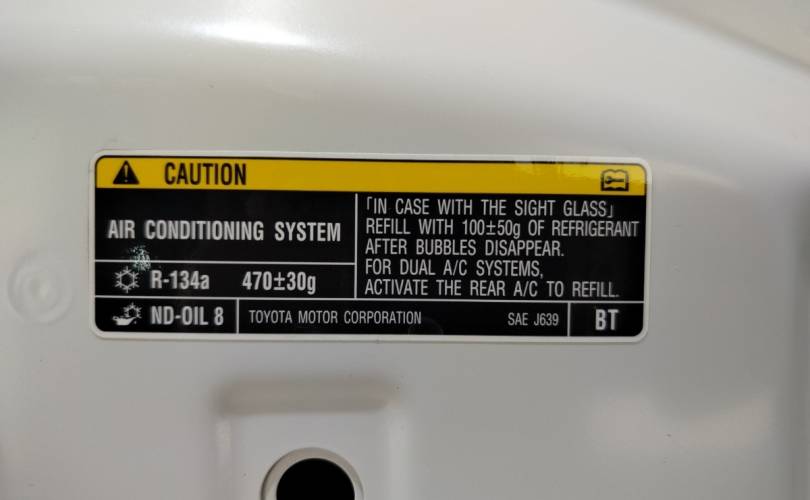 CAUTION
AIR CONDITIONING SYSTEM
R-134a 470±30g
「IN CASE WITH THE SIGHT GLASS」
REFILL WITH 100±50g OF REFRIGERANT
AFTER BUBBLES DISAPPEAR.
FOR DUAL A/C SYSTEMS,
ACTIVATE THE REAR A/C TO REFILL.
ND-OIL 8
TOYOTA MOTOR CORPORATION
SAE J639
BT